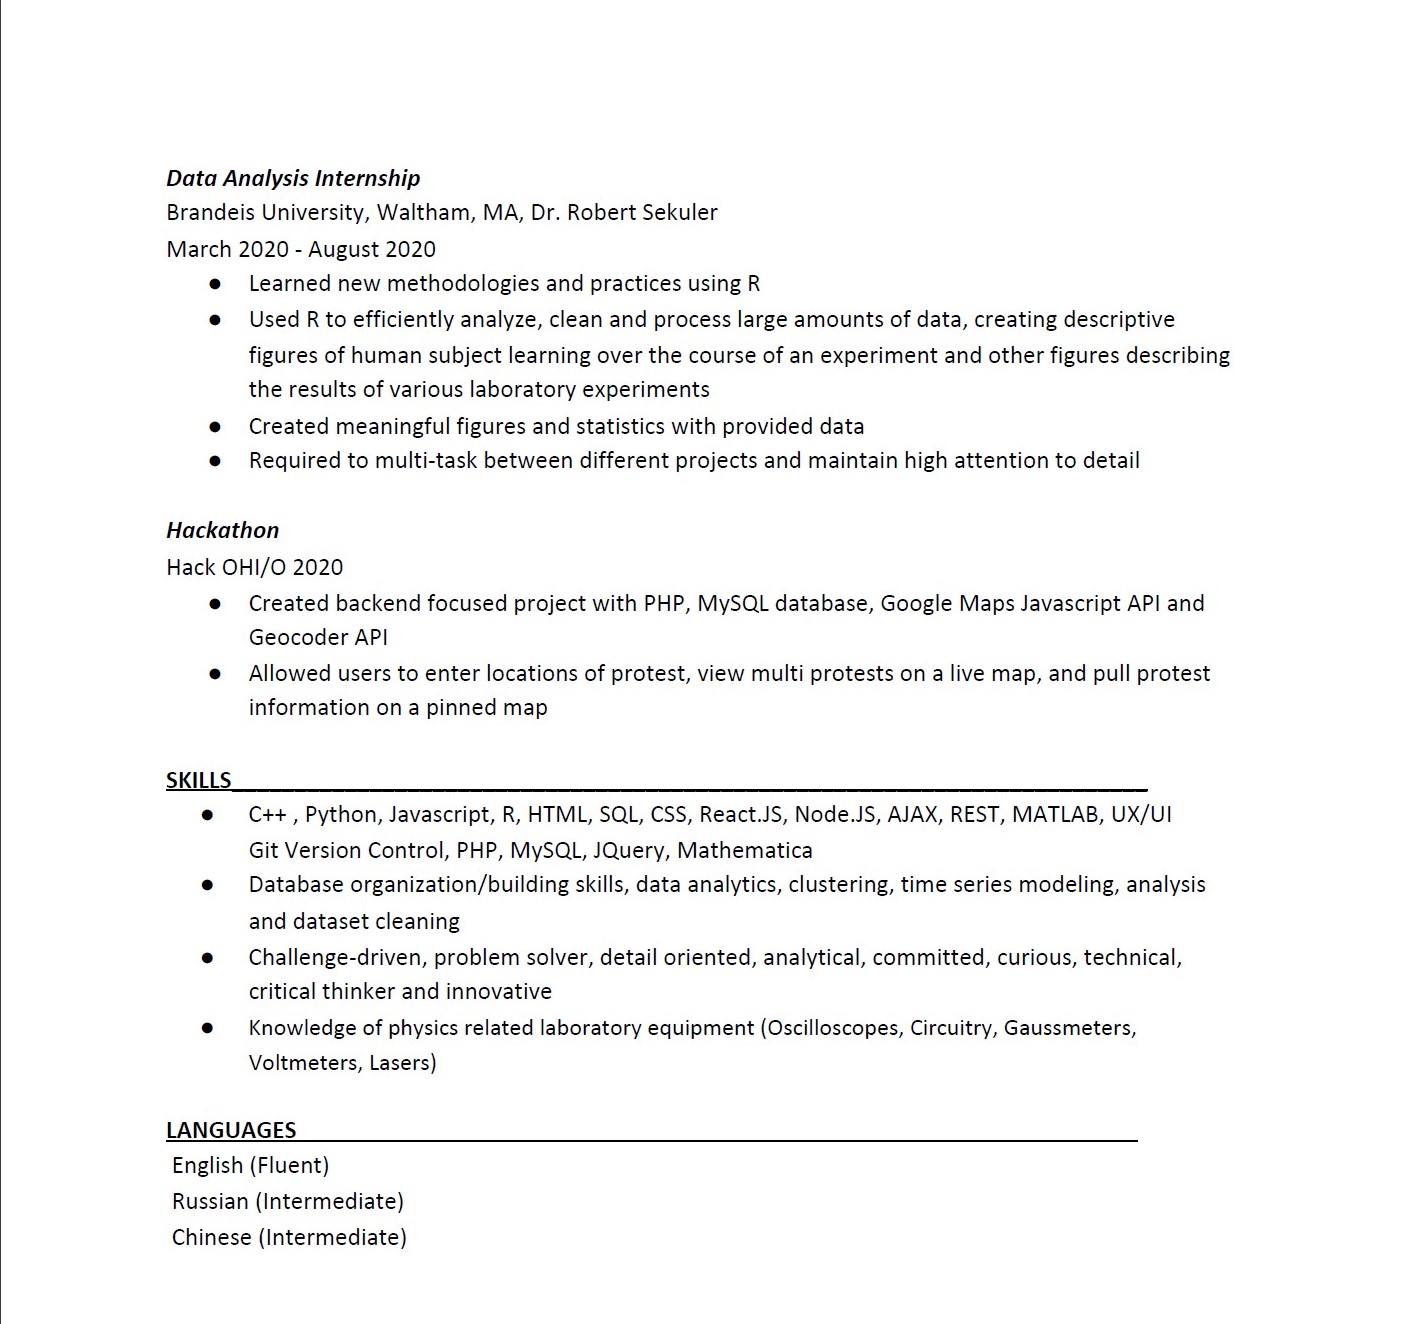 Data Analysis Internship
Brandeis University, Waltham, MA, Dr. Robert Sekuler
March 2020 - August 2020
● Learned new methodologies and practices using R
● Used R to efficiently analyze, clean and process large amounts of data, creating descriptive
figures of human subject learning over the course of an experiment and other figures describing
the results of various laboratory experiments
● Created meaningful figures and statistics with provided data
● Required to multi-task between different projects and maintain high attention to detail
Hackathon
Hack OHI/O 2020
● Created backend focused project with PHP, MySQL database, Google Maps Javascript API and
Geocoder API
● Allowed users to enter locations of protest, view multi protests on a live map, and pull protest
information on a pinned map
SKILLS
● C++ , Python, Javascript, R, HTML, SQL, CSS, React.JS, Node.JS, AJAX, REST, MATLAB, UX/UI
Git Version Control, PHP, MySQL, JQuery, Mathematica
● Database organization/building skills, data analytics, clustering, time series modeling, analysis
and dataset cleaning
● Challenge-driven, problem solver, detail oriented, analytical, committed, curious, technical,
critical thinker and innovative
● Knowledge of physics related laboratory equipment (Oscilloscopes, Circuitry, Gaussmeters,
Voltmeters, Lasers)
LANGUAGES
English (Fluent)
Russian (Intermediate)
Chinese (Intermediate)